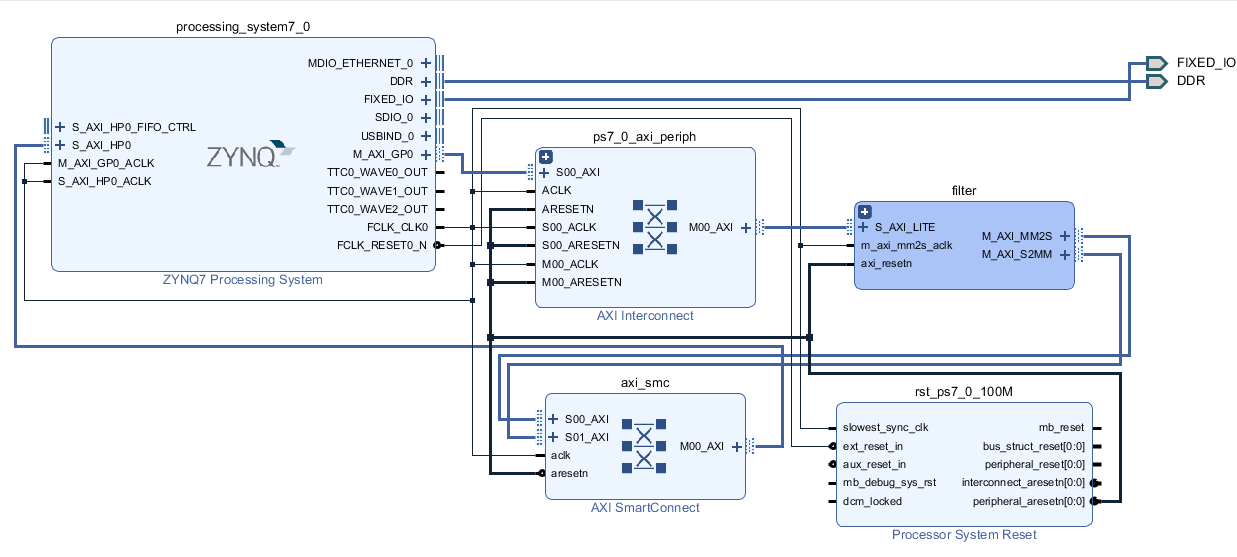 processing_system7_0
MDIO_ETHERNET_0
DDR
FIXED_IO
SDIO_0
USBIND_0
M_AXI_GP0
TTC0_WAVE0_OUT
TTC0_WAVE1_OUT
TTC0_WAVE2_OUT
FCLK_CLK0
FCLK_RESET0_N
S_AXI_HP0_FIFO_CTRL
S_AXI_HP0
M_AXI_GP0_ACLK
S_AXI_HP0_ACLK
ZYNQ
ZYNQ7 Processing System
FIXED_IO
DDR
ps7_0_axi_periph
S00_AXI
ACLK
ARESETN
S00_ACLK
S00_ARESETN
M00_ACLK
M00_ARESETN
M00_AXI
AXI Interconnect
filter
S_AXI_LITE
m_axi_mm2s_aclk
axi_resetn
M_AXI_MM2S
M_AXI_S2MM
axi_smc
S00_AXI
S01_AXI
aclk
aresetn
M00_AXI
AXI SmartConnect
rst_ps7_0_100M
slowest_sync_clk
ext_reset_in
aux_reset_in
mb_debug_sys_rst
dcm_locked
mb_reset
bus_struct_reset[0:0]
peripheral_reset[0:0]
interconnect_aresetn[0:0]
peripheral_aresetn[0:0]
Processor System Reset